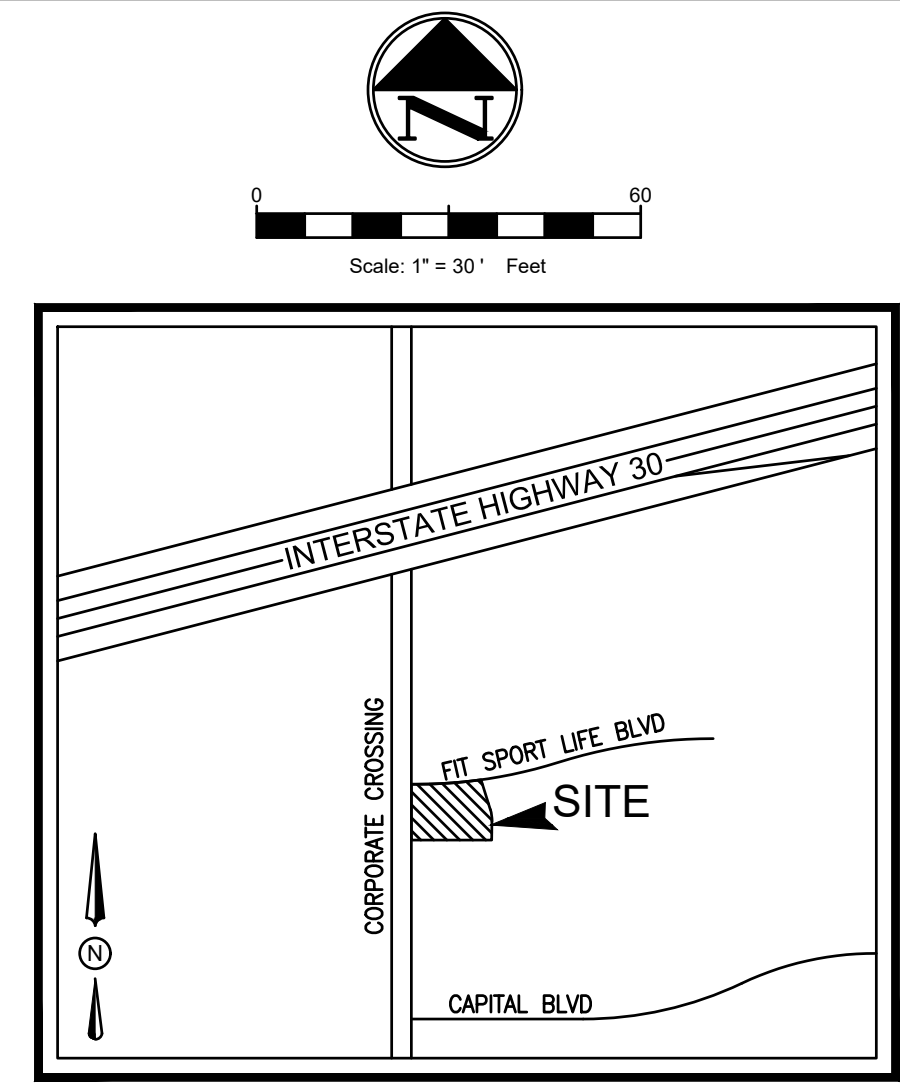 N
0 60
Scale: 1" = 30 ' Feet
INTERSTATE HIGHWAY 30
CORPORATE CROSSING
FIT SPORT LIFE BLVD
SITE
N
CAPITAL BLVD